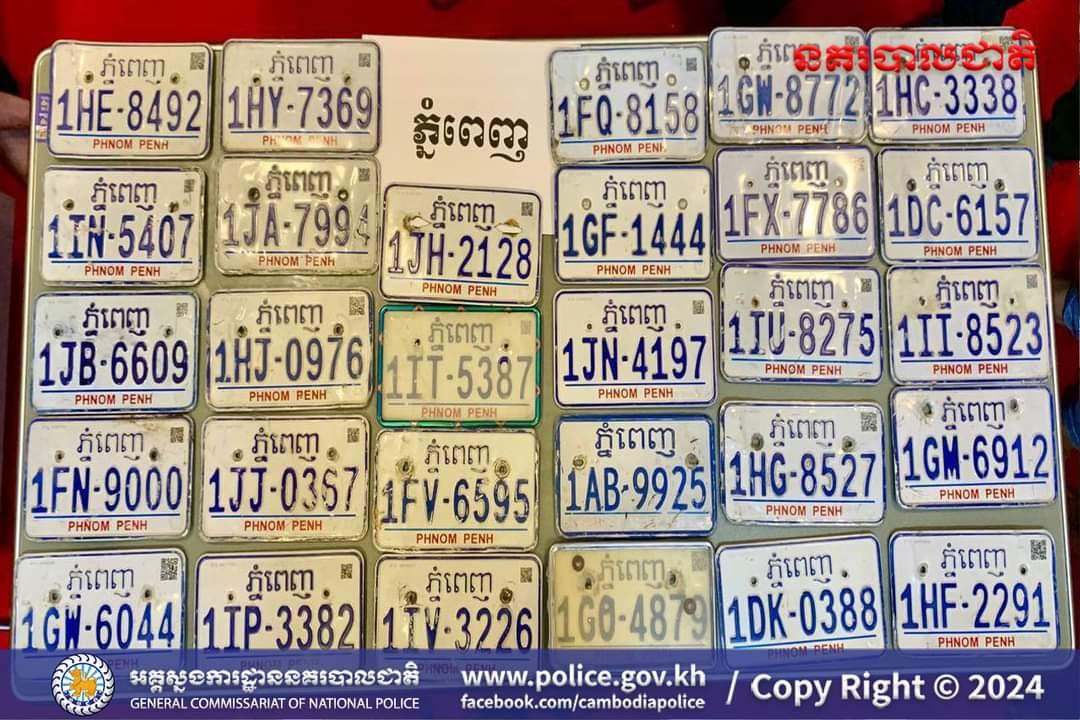 នគរបាលជាតិ
ភ្នំពេញ
1HE-8492
PHNOM PENH
ភ្នំពេញ
1HY-7369
PHNOM PENH
ភ្នំពេញ
ភ្នំពេញ
1FQ-8158
PHNOM PENH
ភ្នំពេញ
1GW-8772
PHNOM PENH
1HC-3338
PHNOM PENH
ភ្នំពេញ
1IN-5407
PHNOM PENH
ភ្នំពេញ
1JA-7994
PHNOM PENH
ភ្នំពេញ
1JH-2128
PHNOM PENH
ភ្នំពេញ
1GF-1444
PHNOM PENH
ភ្នំពេញ
1FX-7786
PHNOM PENH
ភ្នំពេញ
1DC-6157
PHNOM PENH
ភ្នំពេញ
1JB-6609
PHNOM PENH
ភ្នំពេញ
1HJ-0976
PHNOM PENH
ភ្នំពេញ
1IT-5387
PHNOM PENH
ភ្នំពេញ
1JN-4197
PHNOM PENH
ភ្នំពេញ
1IU-8275
PHNOM PENH
ភ្នំពេញ
1II-8523
PHNOM PENH
ភ្នំពេញ
1FN-9000
PHNOM PENH
ភ្នំពេញ
1JJ-0367
PHNOM PENH
ភ្នំពេញ
1FV-6595
PHNOM PENH
ភ្នំពេញ
1AB-9925
PHNOM PENH
ភ្នំពេញ
1HG-8527
PHNOM PENH
ភ្នំពេញ
1GM-6912
PHNOM PENH
ភ្នំពេញ
1GW-6044
ភ្នំពេញ
1IP-3382
ភ្នំពេញ
1IV-3226
PHNOM PENH
ភ្នំពេញ
1GO-4879
ភ្នំពេញ
1DK-0388
ភ្នំពេញ
1HF-2291
PHNOM PENH
អគ្គស្នងការដ្ឋាននគរបាលជាតិ
GENERAL COMMISSARIAT OF NATIONAL POLICE
www.police.gov.kh
facebook.com/cambodiapolice
/ Copy Right © 2024